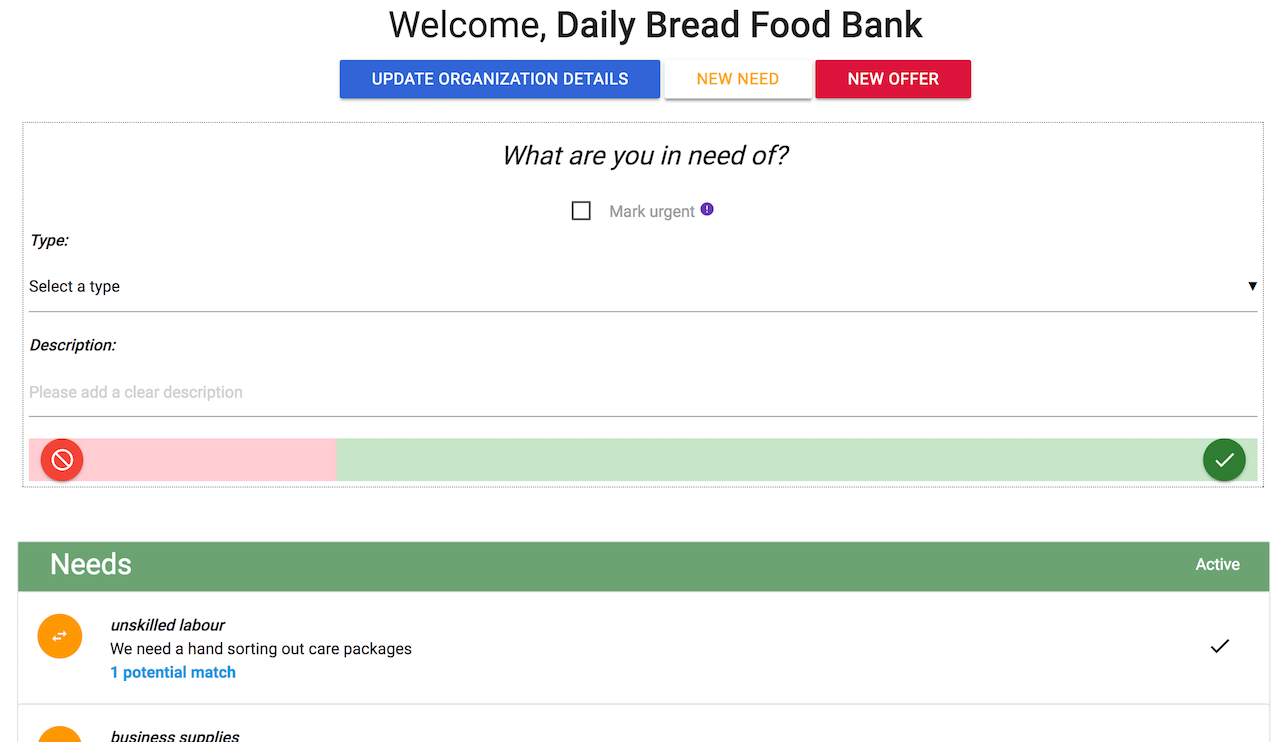 Welcome, Daily Bread Food Bank
UPDATE ORGANIZATION DETAILS NEW NEED NEW OFFER
What are you in need of?
Mark urgent
Type:
Select a type
Description:
Please add a clear description
Needs Active
unskilled labour
We need a hand sorting out care packages
1 potential match
business supplies